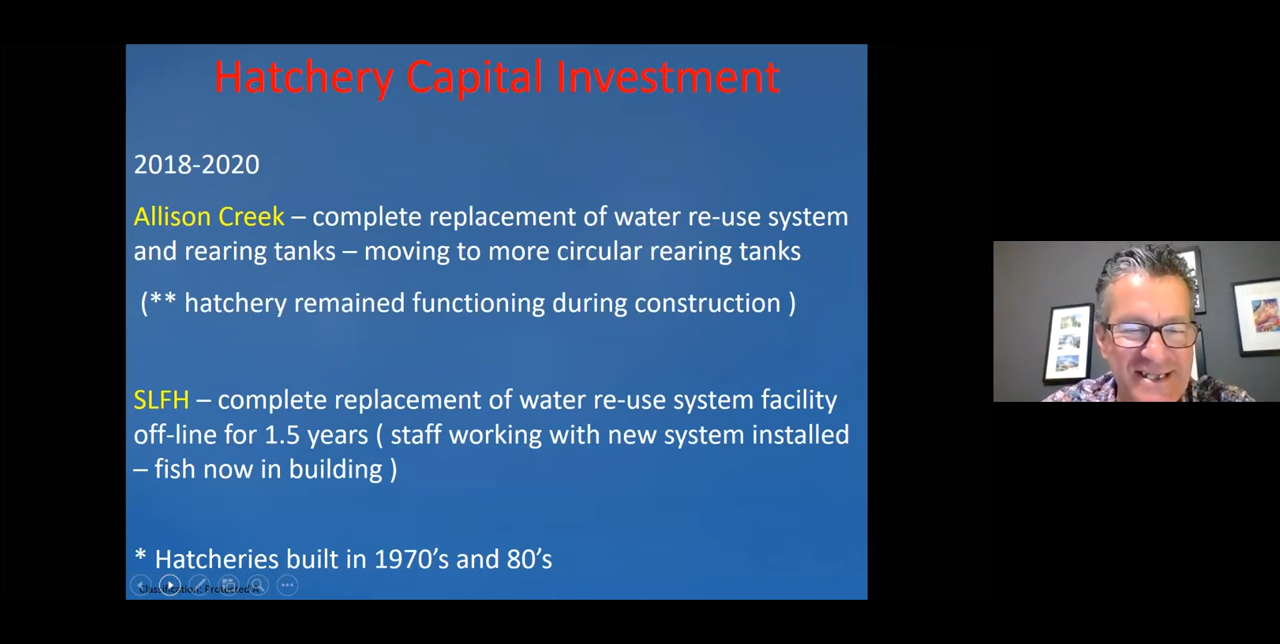 Hatchery Capital Investment
2018-2020
Allison Creek – complete replacement of water re-use system
and rearing tanks – moving to more circular rearing tanks
(** hatchery remained functioning during construction )
SLFH – complete replacement of water re-use system facility
off-line for 1.5 years ( staff working with new system installed
– fish now in building )
* Hatcheries built in 1970’s and 80’s
Classification: Protected A